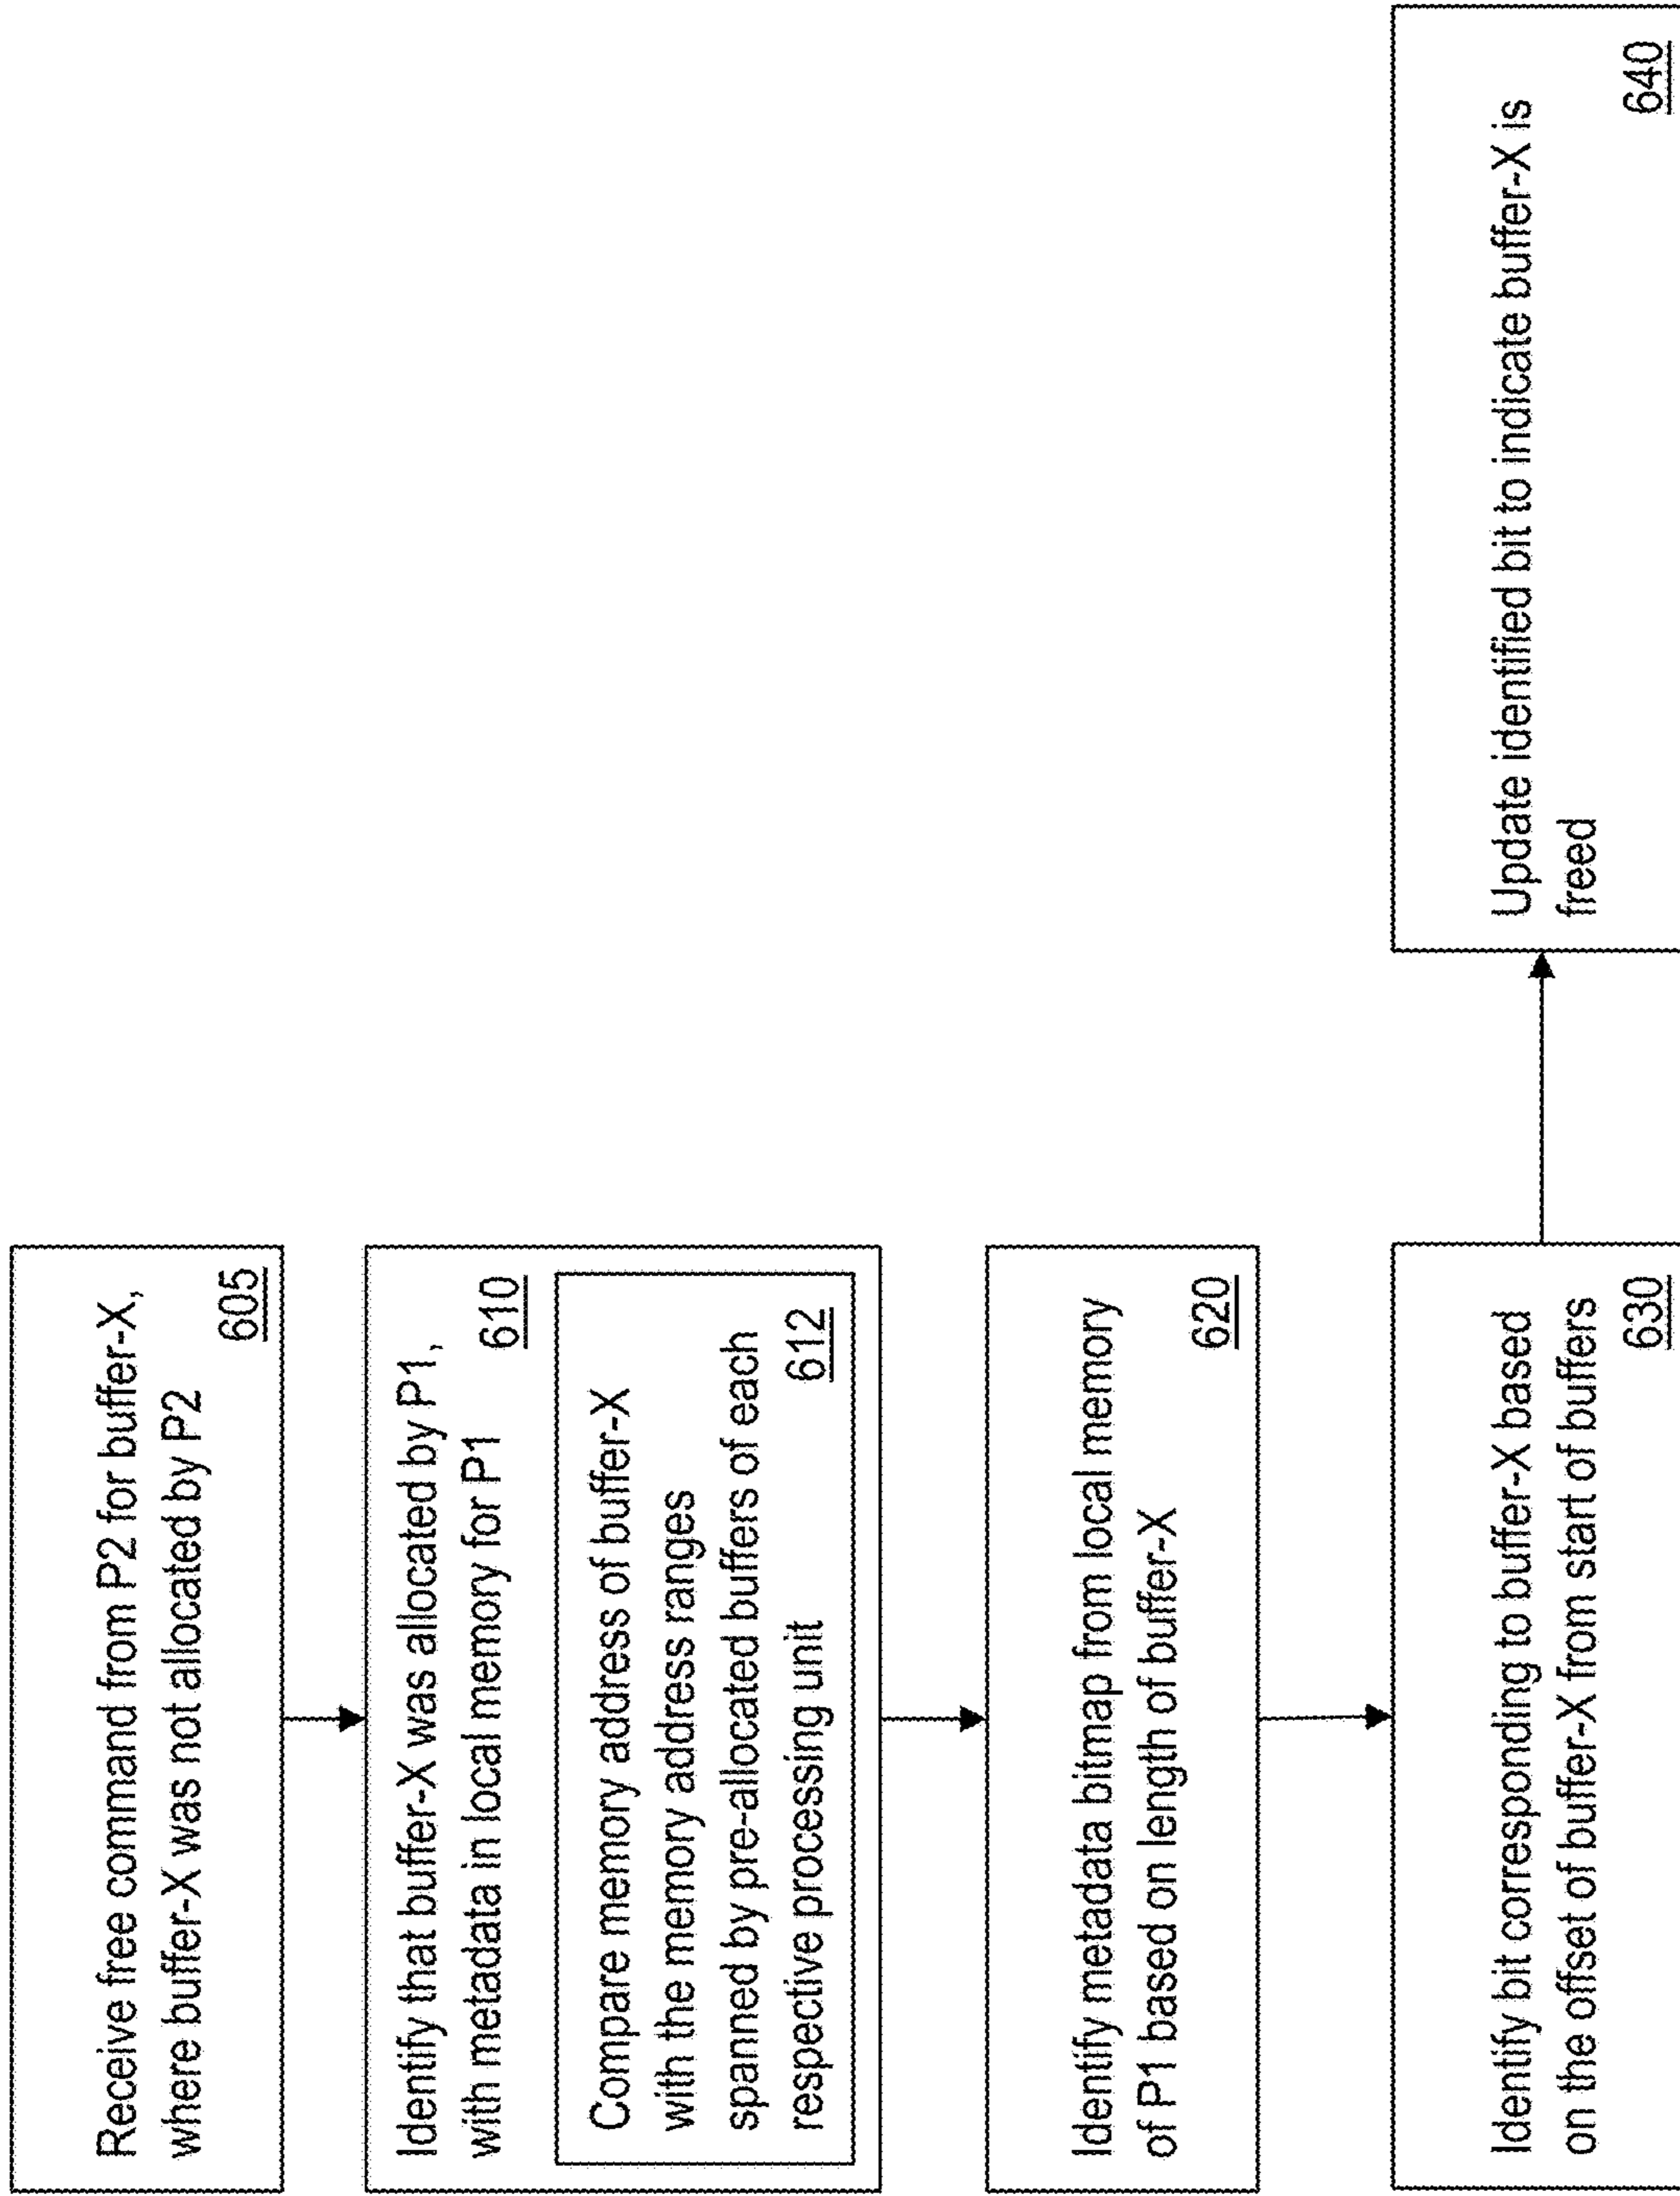 Receive free command from P2 for buffer-X,
where buffer-X was not allocated by P2
605
Identify that buffer-X was allocated by P1,
with metadata in local memory for P1
610
Compare memory address of buffer-X
with the memory address ranges
spanned by pre-allocated buffers of each
respective processing unit
612
Identify metadata bitmap from local memory
of P1 based on length of buffer-X
620
Identify bit corresponding to buffer-X based
on the offset of buffer-X from start of buffers
630
Update identified bit to indicate buffer-X is
freed
640